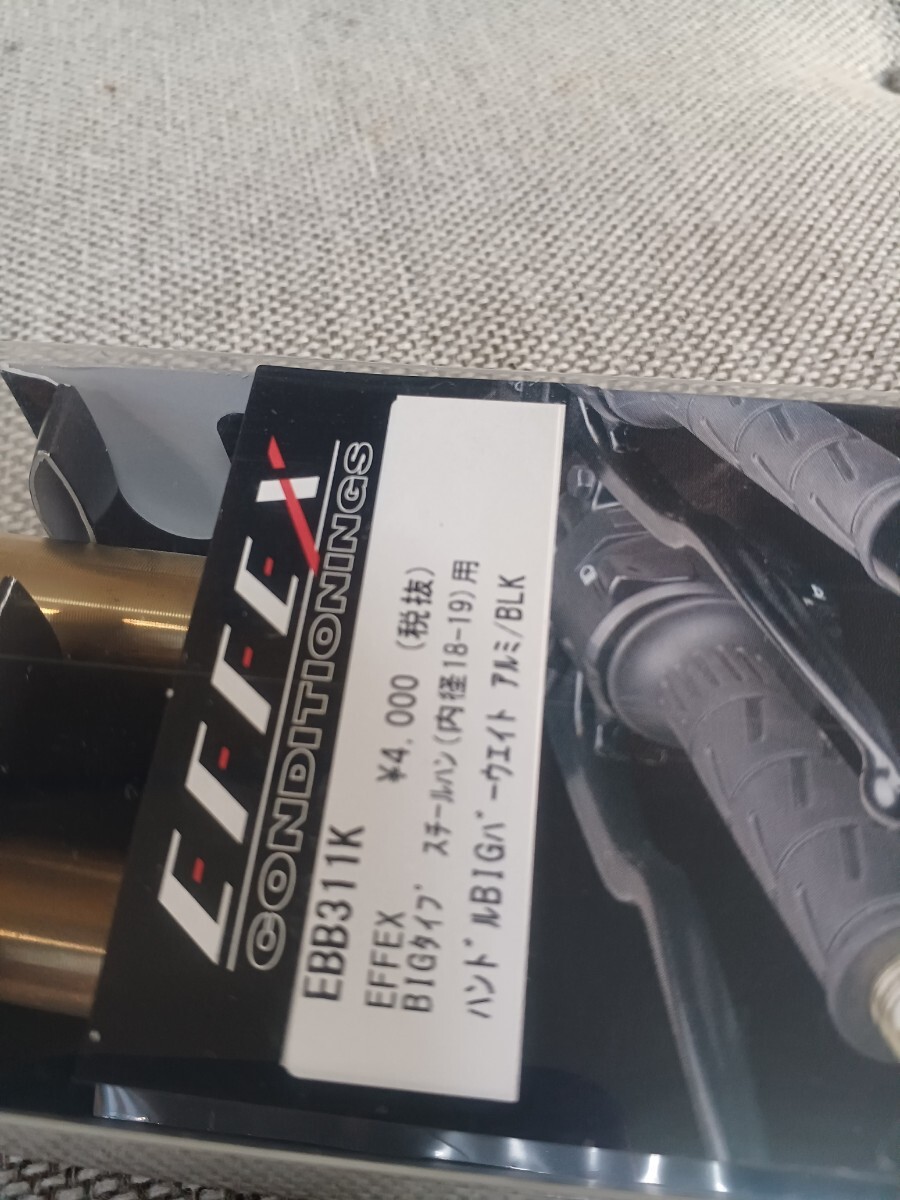 EFFEX
CONDITIONINGS
EBB311K
EFFEX ¥4,000 (税抜)
BIGタイプ スチールハン(内径18-19)用
ハンドルBIGバーウエイト アルミ/BLK